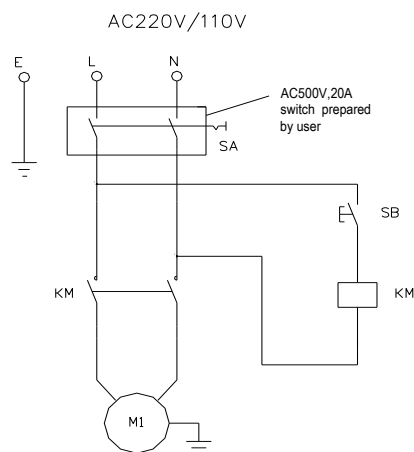 AC220V/110V
E
L
N
AC500V,20A
switch prepared
by user
SA
SB
KM
KM
M1